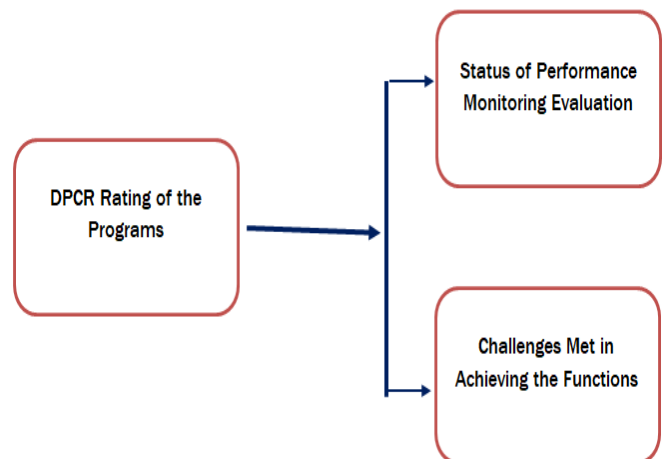 Status of Performance
Monitoring Evaluation
DPCR Rating of the
Programs
Challenges Met in
Achieving the Functions